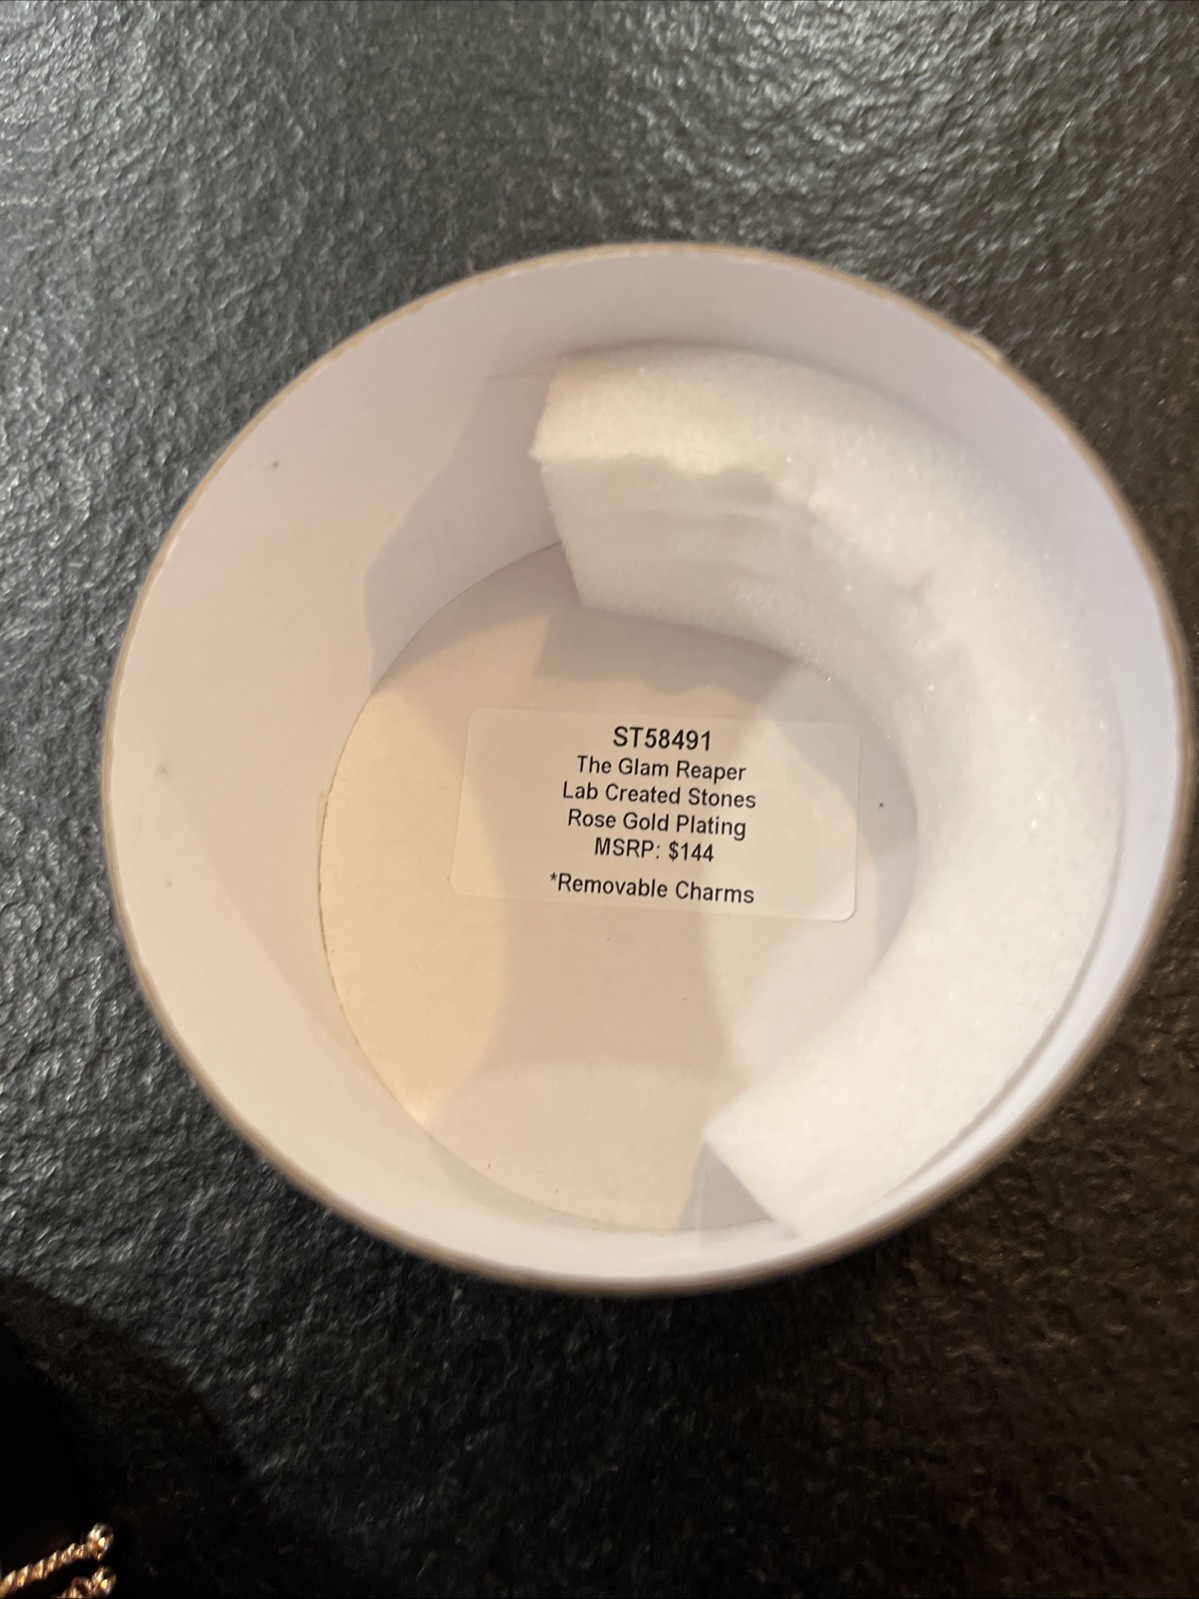 ST58491
The Glam Reaper
Lab Created Stones
Rose Gold Plating
MSRP: $144
*Removable Charms